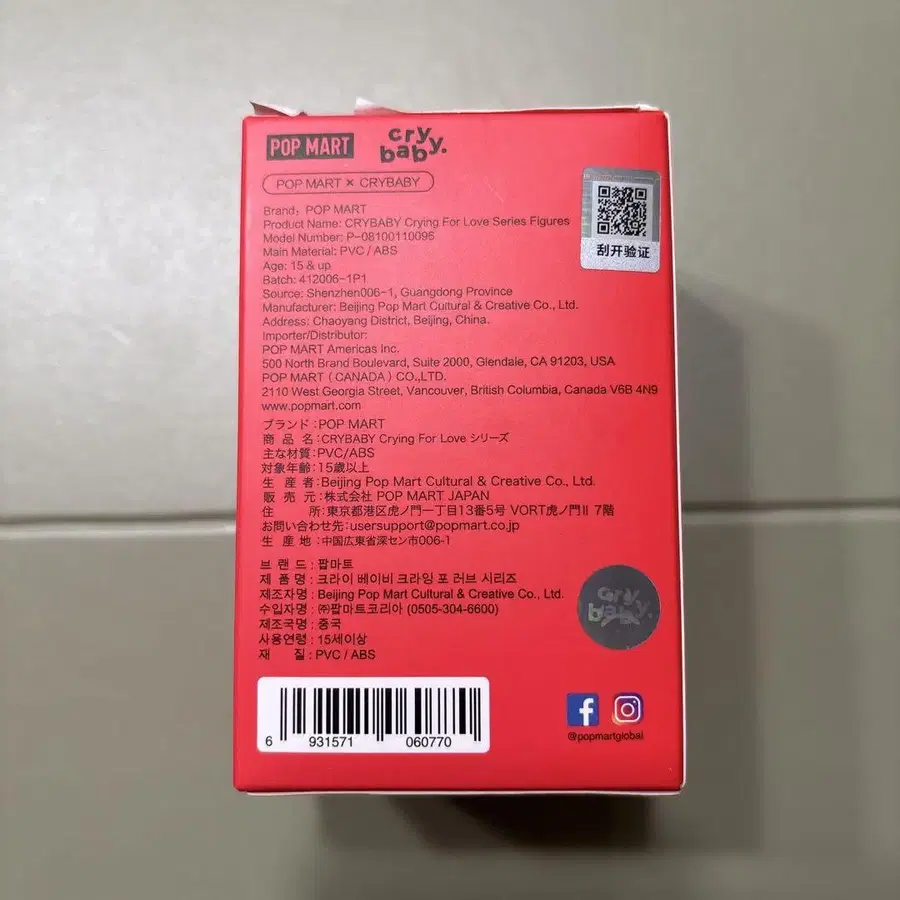 POP MART
cry baby.
POP MART × CRYBABY
Brand: POP MART
Product Name: CRYBABY Crying For Love Series Figures
Model Number: P-08100110096
Main Material: PVC / ABS
Age: 15 & up
Batch: 412006-1P1
Source: Shenzhen006-1, Guangdong Province
Manufacturer: Beijing Pop Mart Cultural & Creative Co., Ltd.
Address: Chaoyang District, Beijing, China.
Importer/Distributor:
POP MART Americas Inc.
500 North Brand Boulevard, Suite 2000, Glendale, CA 91203, USA
POP MART ( CANADA ) CO.,LTD.
2110 West Georgia Street, Vancouver, British Columbia, Canada V6B 4N9
www.popmart.com
刮开验证
ブランド:POP MART
商 品 名:CRYBABY Crying For Love シリーズ
主な材質:PVC/ABS
対象年齢:15歳以上
生 産 者:Beijing Pop Mart Cultural & Creative Co., Ltd.
販 売 元:株式会社 POP MART JAPAN
住 所:東京都港区虎ノ門一丁目13番5号 VORT虎ノ門Ⅱ 7階
お問い合わせ先:usersupport@popmart.co.jp
生 産 地:中国広東省深セン市006-1
브 랜 드 : 팝마트
제 품 명 : 크라이 베이비 크라잉 포 러브 시리즈
제조자명 : Beijing Pop Mart Cultural & Creative Co., Ltd.
수입자명 : ㈜팝마트코리아 (0505-304-6600)
제조국명 : 중국
사용연령 : 15세이상
재 질 : PVC / ABS
cry baby.
6 931571 060770
@popmartglobal